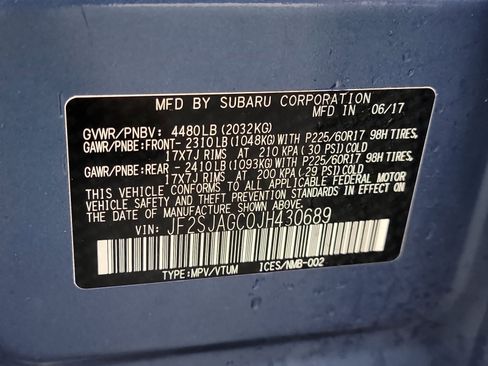 MFD BY SUBARU CORPORATION
MFD IN 06/17
GVWR/PNBV: 4480LB (2032KG)
GAWR/PNBE:FRONT- 2310LB (1048KG) WITH P225/60R17 98H TIRES,
17X7J RIMS AT 210 KPA (30 PSI) COLD
GAWR/PNBE:REAR - 2410LB (1093KG) WITH P225/60R17 98H TIRES,
17X7J RIMS AT 200 KPA (29 PSI) COLD
THIS VEHICLE CONFORMS TO ALL APPLICABLE FEDERAL MOTOR
VEHICLE SAFETY STANDARDS IN EFFECT ON THE DATE OF
MANUFACTURE SHOWN ABOVE.
VIN: JF2SJAGC0JH430689
TYPE:MPV/VTUM ICES/NMB-002